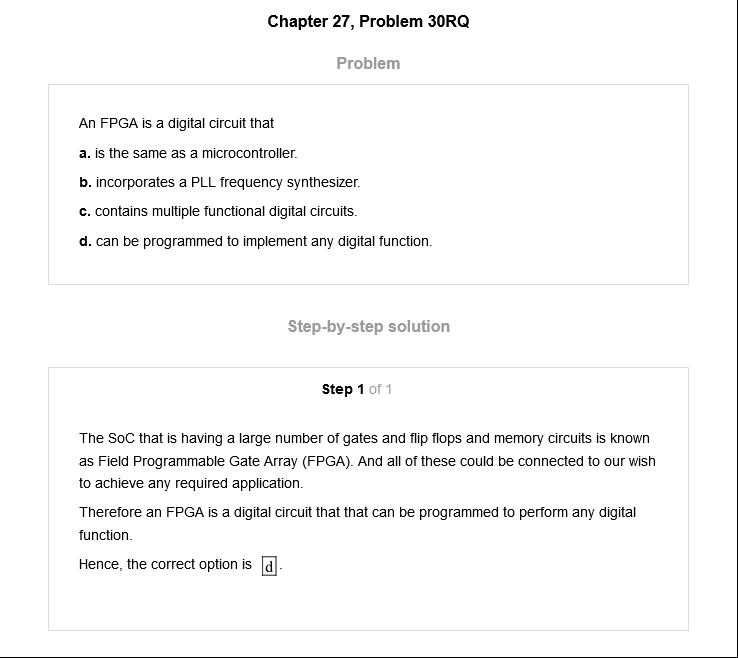 Chapter 27, Problem 30RQ
Problem
An FPGA is a digital circuit that
a. is the same as a microcontroller.
b. incorporates a PLL frequency synthesizer.
c. contains multiple functional digital circuits.
d. can be programmed to implement any digital function.
Step-by-step solution
Step 1 of 1
The SoC that is having a large number of gates and flip flops and memory circuits is known
as Field Programmable Gate Array (FPGA). And all of these could be connected to our wish
to achieve any required application.
Therefore an FPGA is a digital circuit that that can be programmed to perform any digital
function.
Hence, the correct option is d.